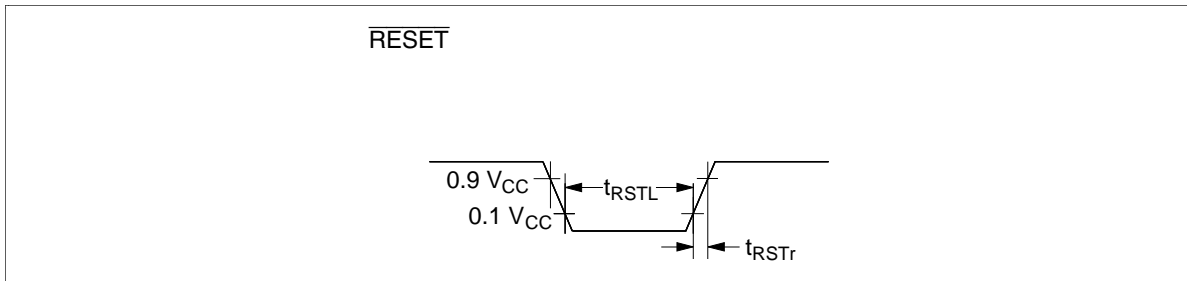 RESET
0.9 VCC
tRSTL
0.1 VCC
tRSTr